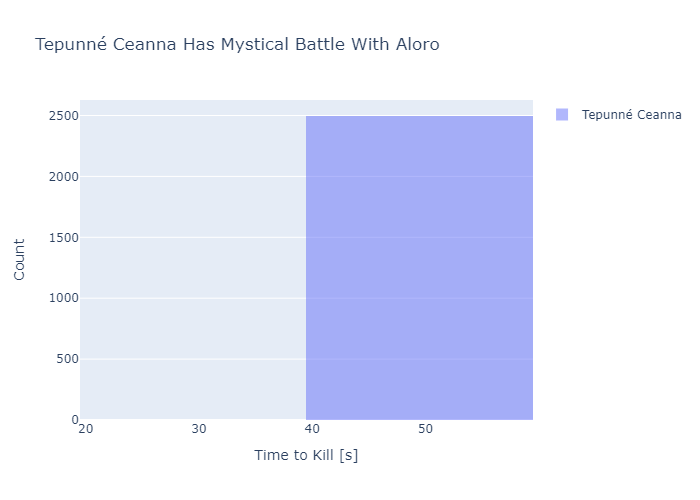 Tepunné Ceanna Has Mystical Battle With Aloro
Tepunné Ceanna
2500
2000
1500
1000
500
0
Count
20 30 40 50
Time to Kill [s]